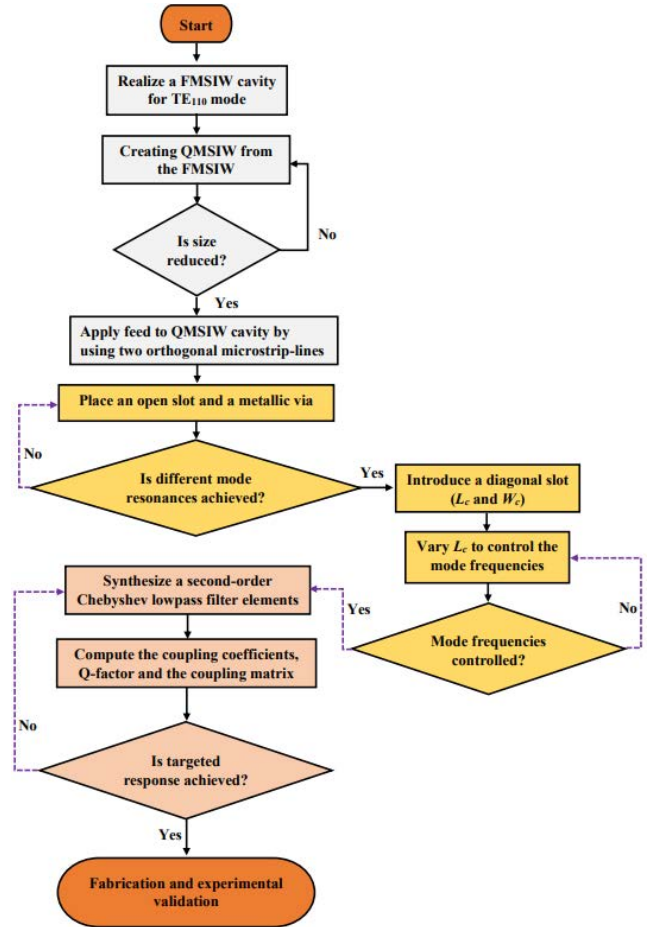 Start
Realize a FMSIW cavity
for TE₁₁₀ mode
Creating QMSIW from
the FMSIW
Is size
reduced?
No
Yes
Apply feed to QMSIW cavity by
using two orthogonal microstrip-lines
Place an open slot and a metallic via
No
Is different mode
resonances achieved?
Yes
Introduce a diagonal slot
(L𝑐 and W𝑐)
Vary L𝑐 to control the
mode frequencies
No
Mode frequencies
controlled?
Yes
Synthesize a second-order
Chebyshev lowpass filter elements
Compute the coupling coefficients,
Q-factor and the coupling matrix
No
Is targeted
response achieved?
Yes
Fabrication and experimental
validation